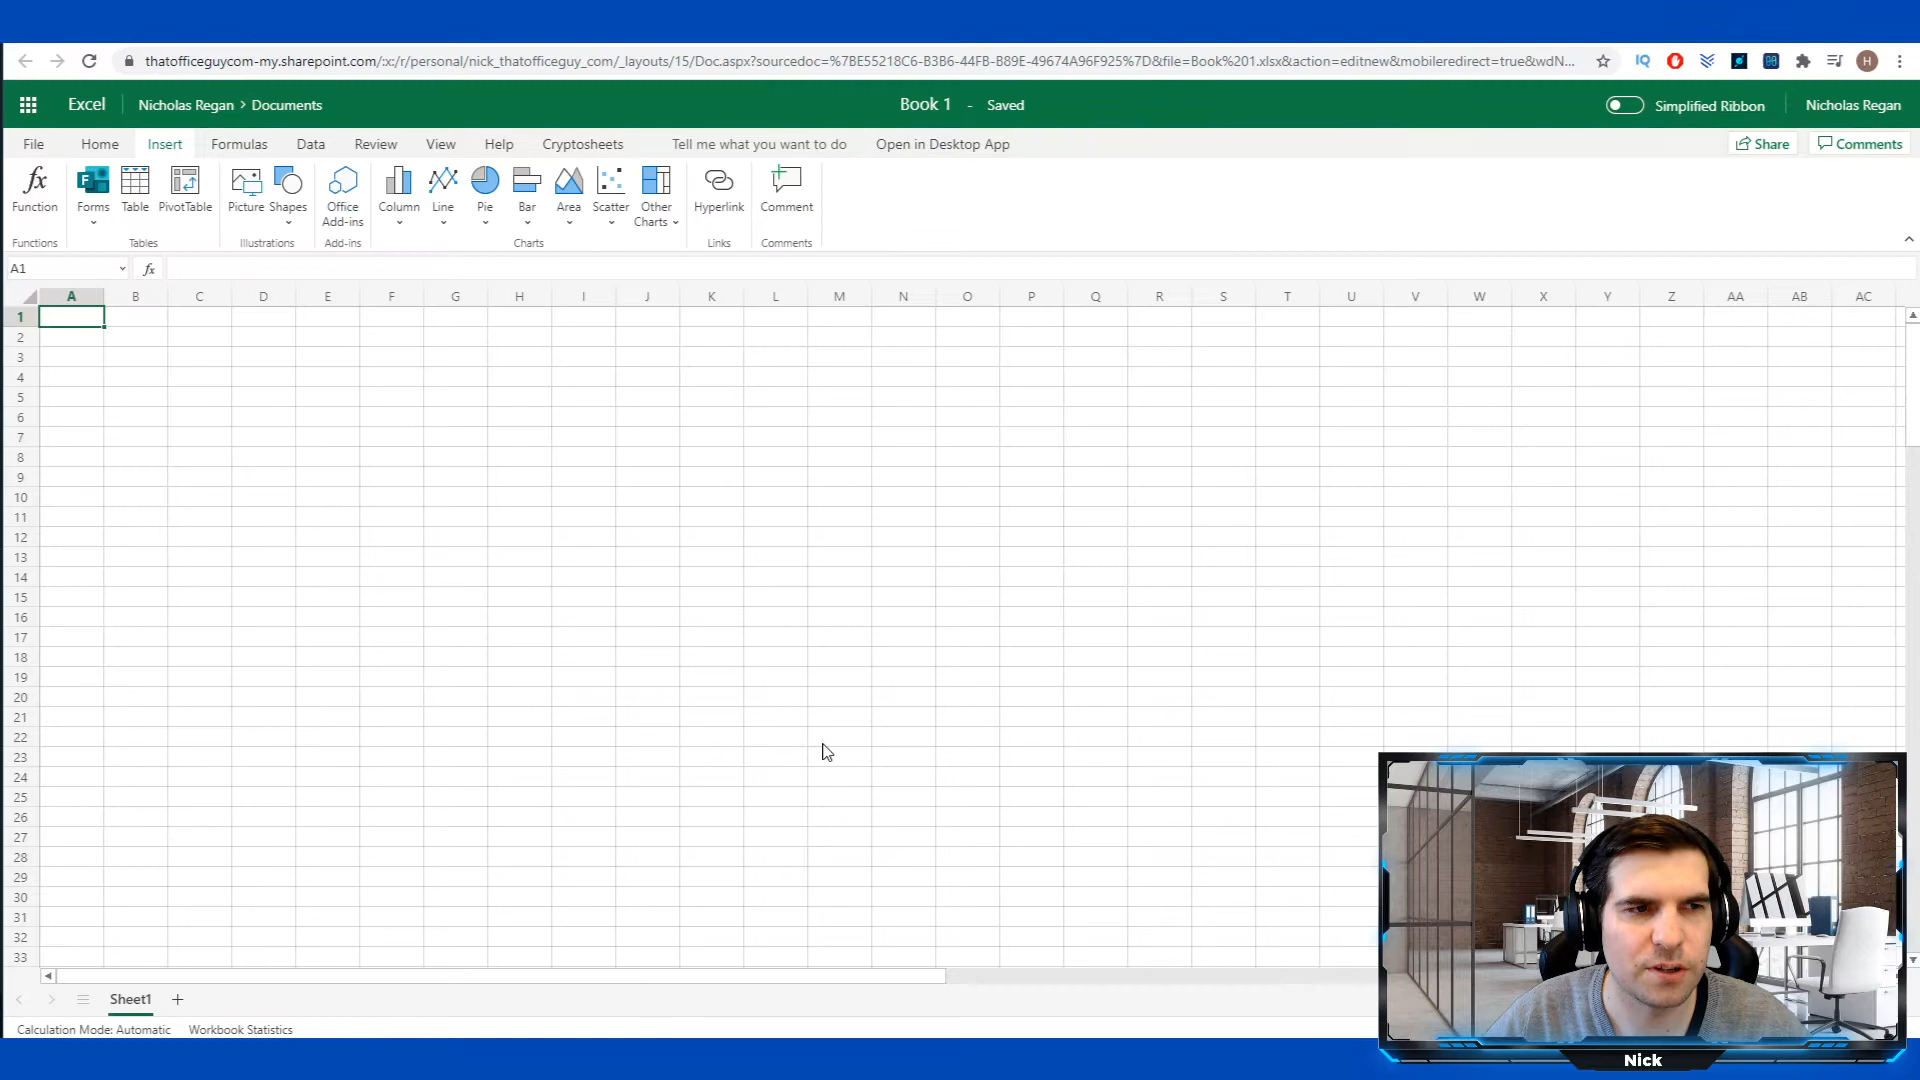 thatofficeguycom-my.sharepoint.com/:x:/r/personal/nick_thatofficeguy_com/_layouts/15/Doc.aspx?sourcedoc=%7BE55218C6-B3B6-44FB-B89E-49674A96F925%7D&file=Book%201.xlsx&action=editnew&mobileredirect=true&wdN...
IQ
H
Excel Nicholas Regan > Documents Book 1 - Saved Simplified Ribbon Nicholas Regan
File Home Insert Formulas Data Review View Help Cryptosheets Tell me what you want to do Open in Desktop App Share Comments
Function Forms Table PivotTable Picture Shapes Office Add-ins Column Line Pie Bar Area Scatter Other Charts Hyperlink Comment
Functions Tables Illustrations Add-ins Charts Links Comments
A1 fx
A B C D E F G H I J K L M N O P Q R S T U V W X Y Z AA AB AC
1
2
3
4
5
6
7
8
9
10
11
12
13
14
15
16
17
18
19
20
21
22
23
24
25
26
27
28
29
30
31
32
33
Sheet1
Calculation Mode: Automatic Workbook Statistics
Nick